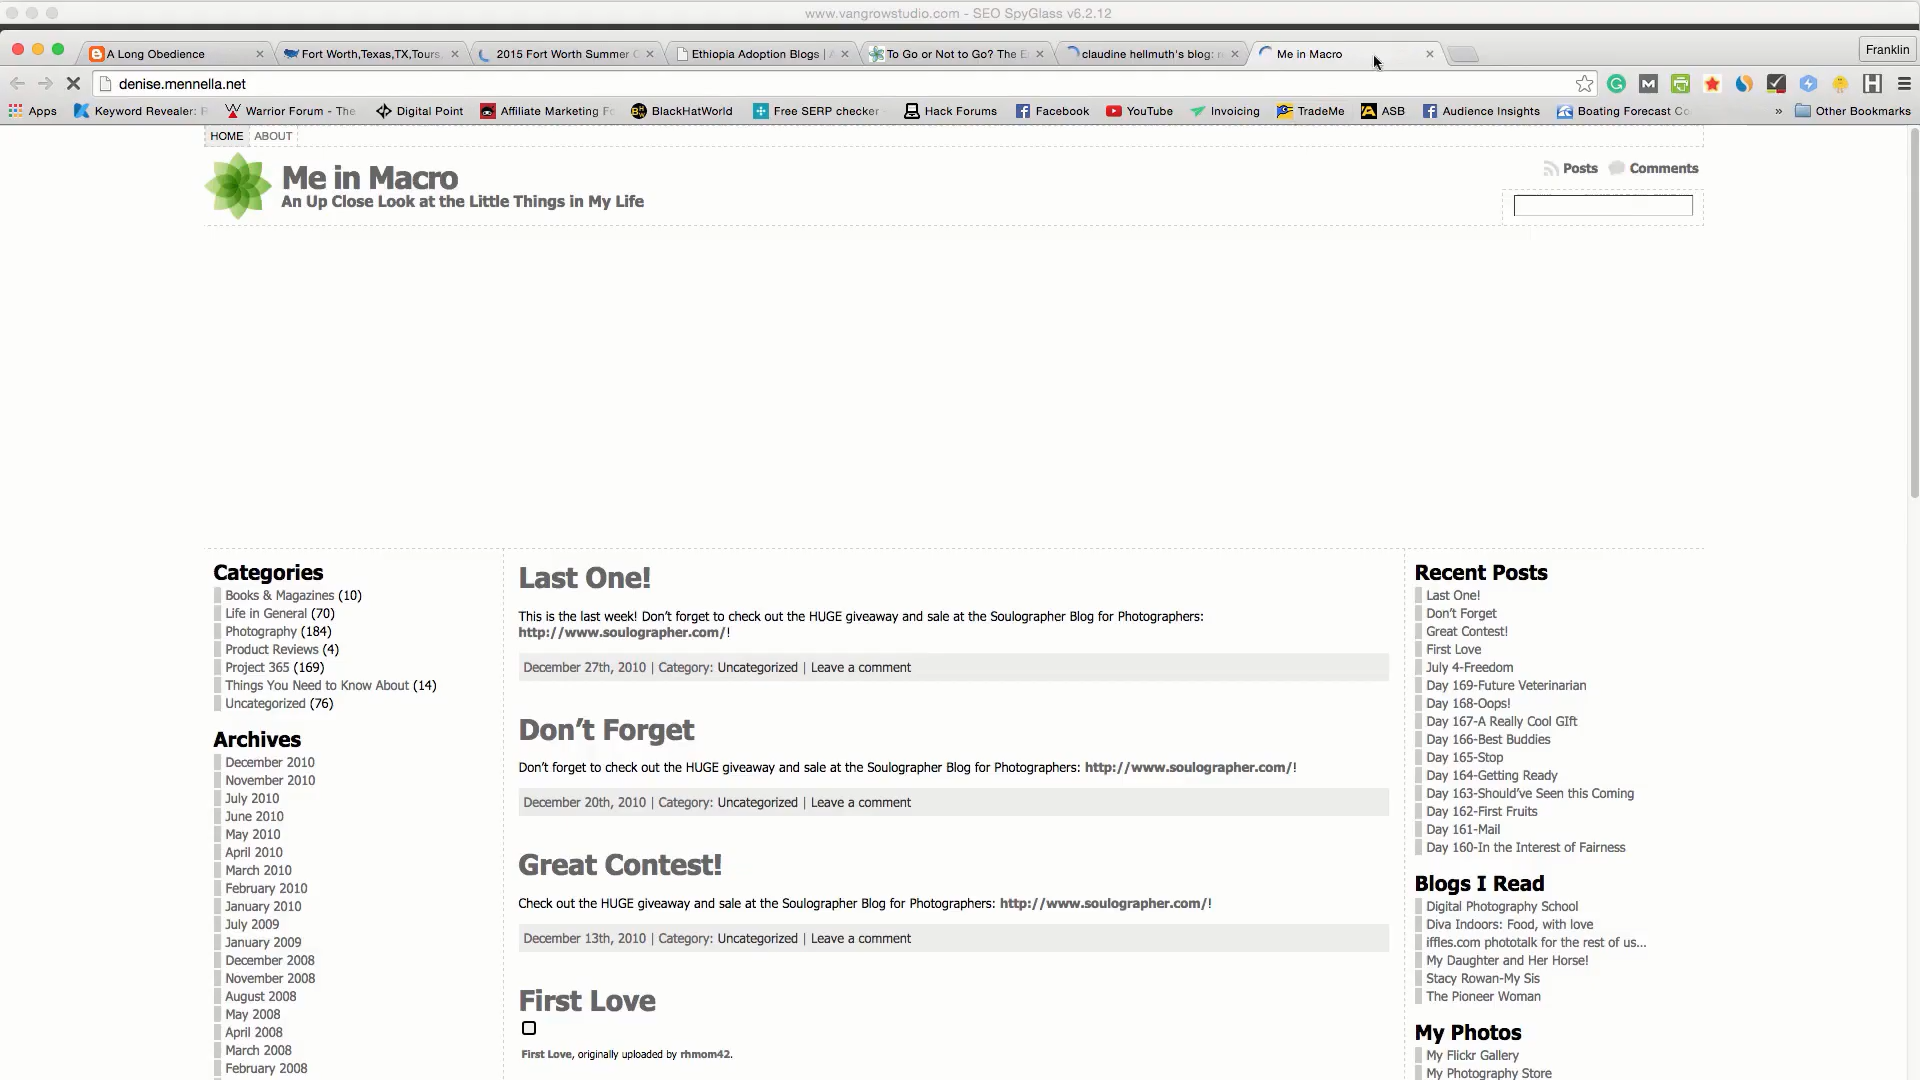 www.vangrowstudio.com - SEO SpyGlass v6.2.12
A Long Obedience
Fort Worth,Texas,TX,Tours,
2015 Fort Worth Summer
Ethiopia Adoption Blogs |
To Go or Not to Go? The E
claudine hellmuth's blog:
Me in Macro
Franklin
denise.mennella.net
Apps
Keyword Revealer:
Warrior Forum - The
Digital Point
Affiliate Marketing
BlackHatWorld
Free SERP checker
Hack Forums
Facebook
YouTube
Invoicing
TradeMe
ASB
Audience Insights
Boating Forecast
»
Other Bookmarks
HOME
ABOUT
Me in Macro
An Up Close Look at the Little Things in My Life
Posts
Comments
Categories
Books & Magazines (10)
Life in General (70)
Photography (184)
Product Reviews (4)
Project 365 (169)
Things You Need to Know About (14)
Uncategorized (76)
Archives
December 2010
November 2010
July 2010
June 2010
May 2010
April 2010
March 2010
February 2010
January 2010
July 2009
January 2009
December 2008
November 2008
August 2008
May 2008
April 2008
March 2008
February 2008
Last One!
This is the last week! Don't forget to check out the HUGE giveaway and sale at the Soulographer Blog for Photographers:
http://www.soulographer.com/!
December 27th, 2010 | Category: Uncategorized | Leave a comment
Don't Forget
Don't forget to check out the HUGE giveaway and sale at the Soulographer Blog for Photographers: http://www.soulographer.com/!
December 20th, 2010 | Category: Uncategorized | Leave a comment
Great Contest!
Check out the HUGE giveaway and sale at the Soulographer Blog for Photographers: http://www.soulographer.com/!
December 13th, 2010 | Category: Uncategorized | Leave a comment
First Love
First Love, originally uploaded by rhmom42.
Recent Posts
Last One!
Don't Forget
Great Contest!
First Love
July 4-Freedom
Day 169-Future Veterinarian
Day 168-Oops!
Day 167-A Really Cool GIft
Day 166-Best Buddies
Day 165-Stop
Day 164-Getting Ready
Day 163-Should've Seen this Coming
Day 162-First Fruits
Day 161-Mail
Day 160-In the Interest of Fairness
Blogs I Read
Digital Photography School
Diva Indoors: Food, with love
iffles.com phototalk for the rest of us...
My Daughter and Her Horse!
Stacy Rowan-My Sis
The Pioneer Woman
My Photos
My Flickr Gallery
My Photography Store